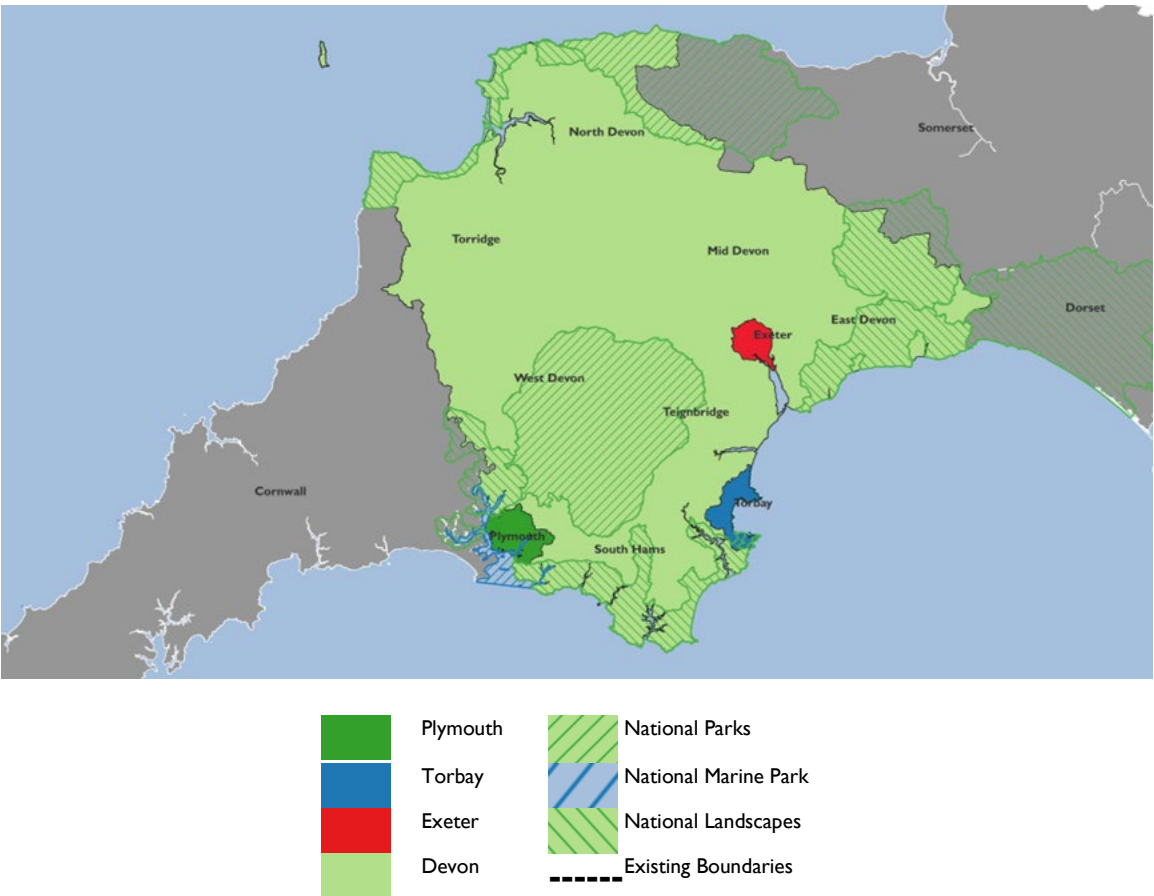 North Devon
Somerset
Torridge
Mid Devon
Dorset
East Devon
Exeter
West Devon
Teignbridge
Cornwall
Torbay
Plymouth
South Hams
Plymouth
National Parks
Torbay
National Marine Park
Exeter
National Landscapes
Devon
Existing Boundaries